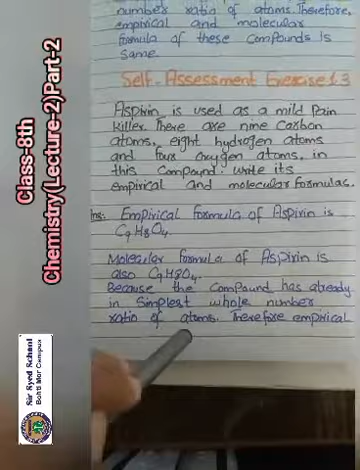 number ratio of atoms. Therefore,
empirical and molecular
formula of these compounds is
same.
Self-Assessment Exercise 1.3
Aspirin is used as a mild Pain
killer. There are nine Carbon
atoms, eight hydrogen atoms
and four oxygen atoms, in
this Compound. write its
empirical and molecular formulas.
Ans: Empirical formula of Aspirin is
C9H8O4.
Molecular formula of Aspirin is
also C9H8O4.
Because the Compound has already
in simplest whole number
ratio of atoms. Therefore empirical
Class-8th
Chemistry(Lecture-2)Part-2
Sir Syed School
Bohti Mor Campus